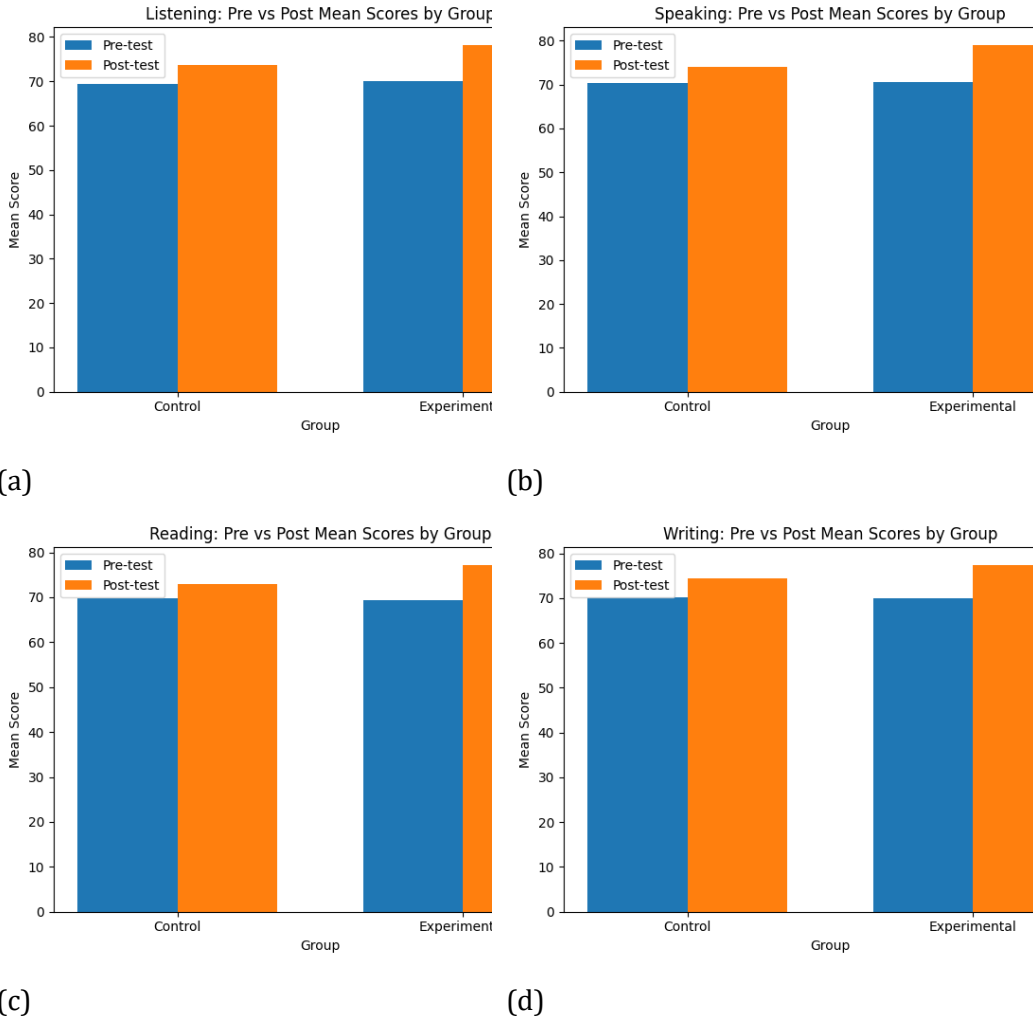 Listening: Pre vs Post Mean Scores by Group
Pre-test
Post-test
80
70
60
50
40
30
20
10
0
Mean Score
Control
Experiment
Group
(a)
Speaking: Pre vs Post Mean Scores by Group
Pre-test
Post-test
80
70
60
50
40
30
20
10
0
Mean Score
Control
Experimental
Group
(b)
Reading: Pre vs Post Mean Scores by Group
Pre-test
Post-test
80
70
60
50
40
30
20
10
0
Mean Score
Control
Experiment
Group
(c)
Writing: Pre vs Post Mean Scores by Group
Pre-test
Post-test
80
70
60
50
40
30
20
10
0
Mean Score
Control
Experimental
Group
(d)